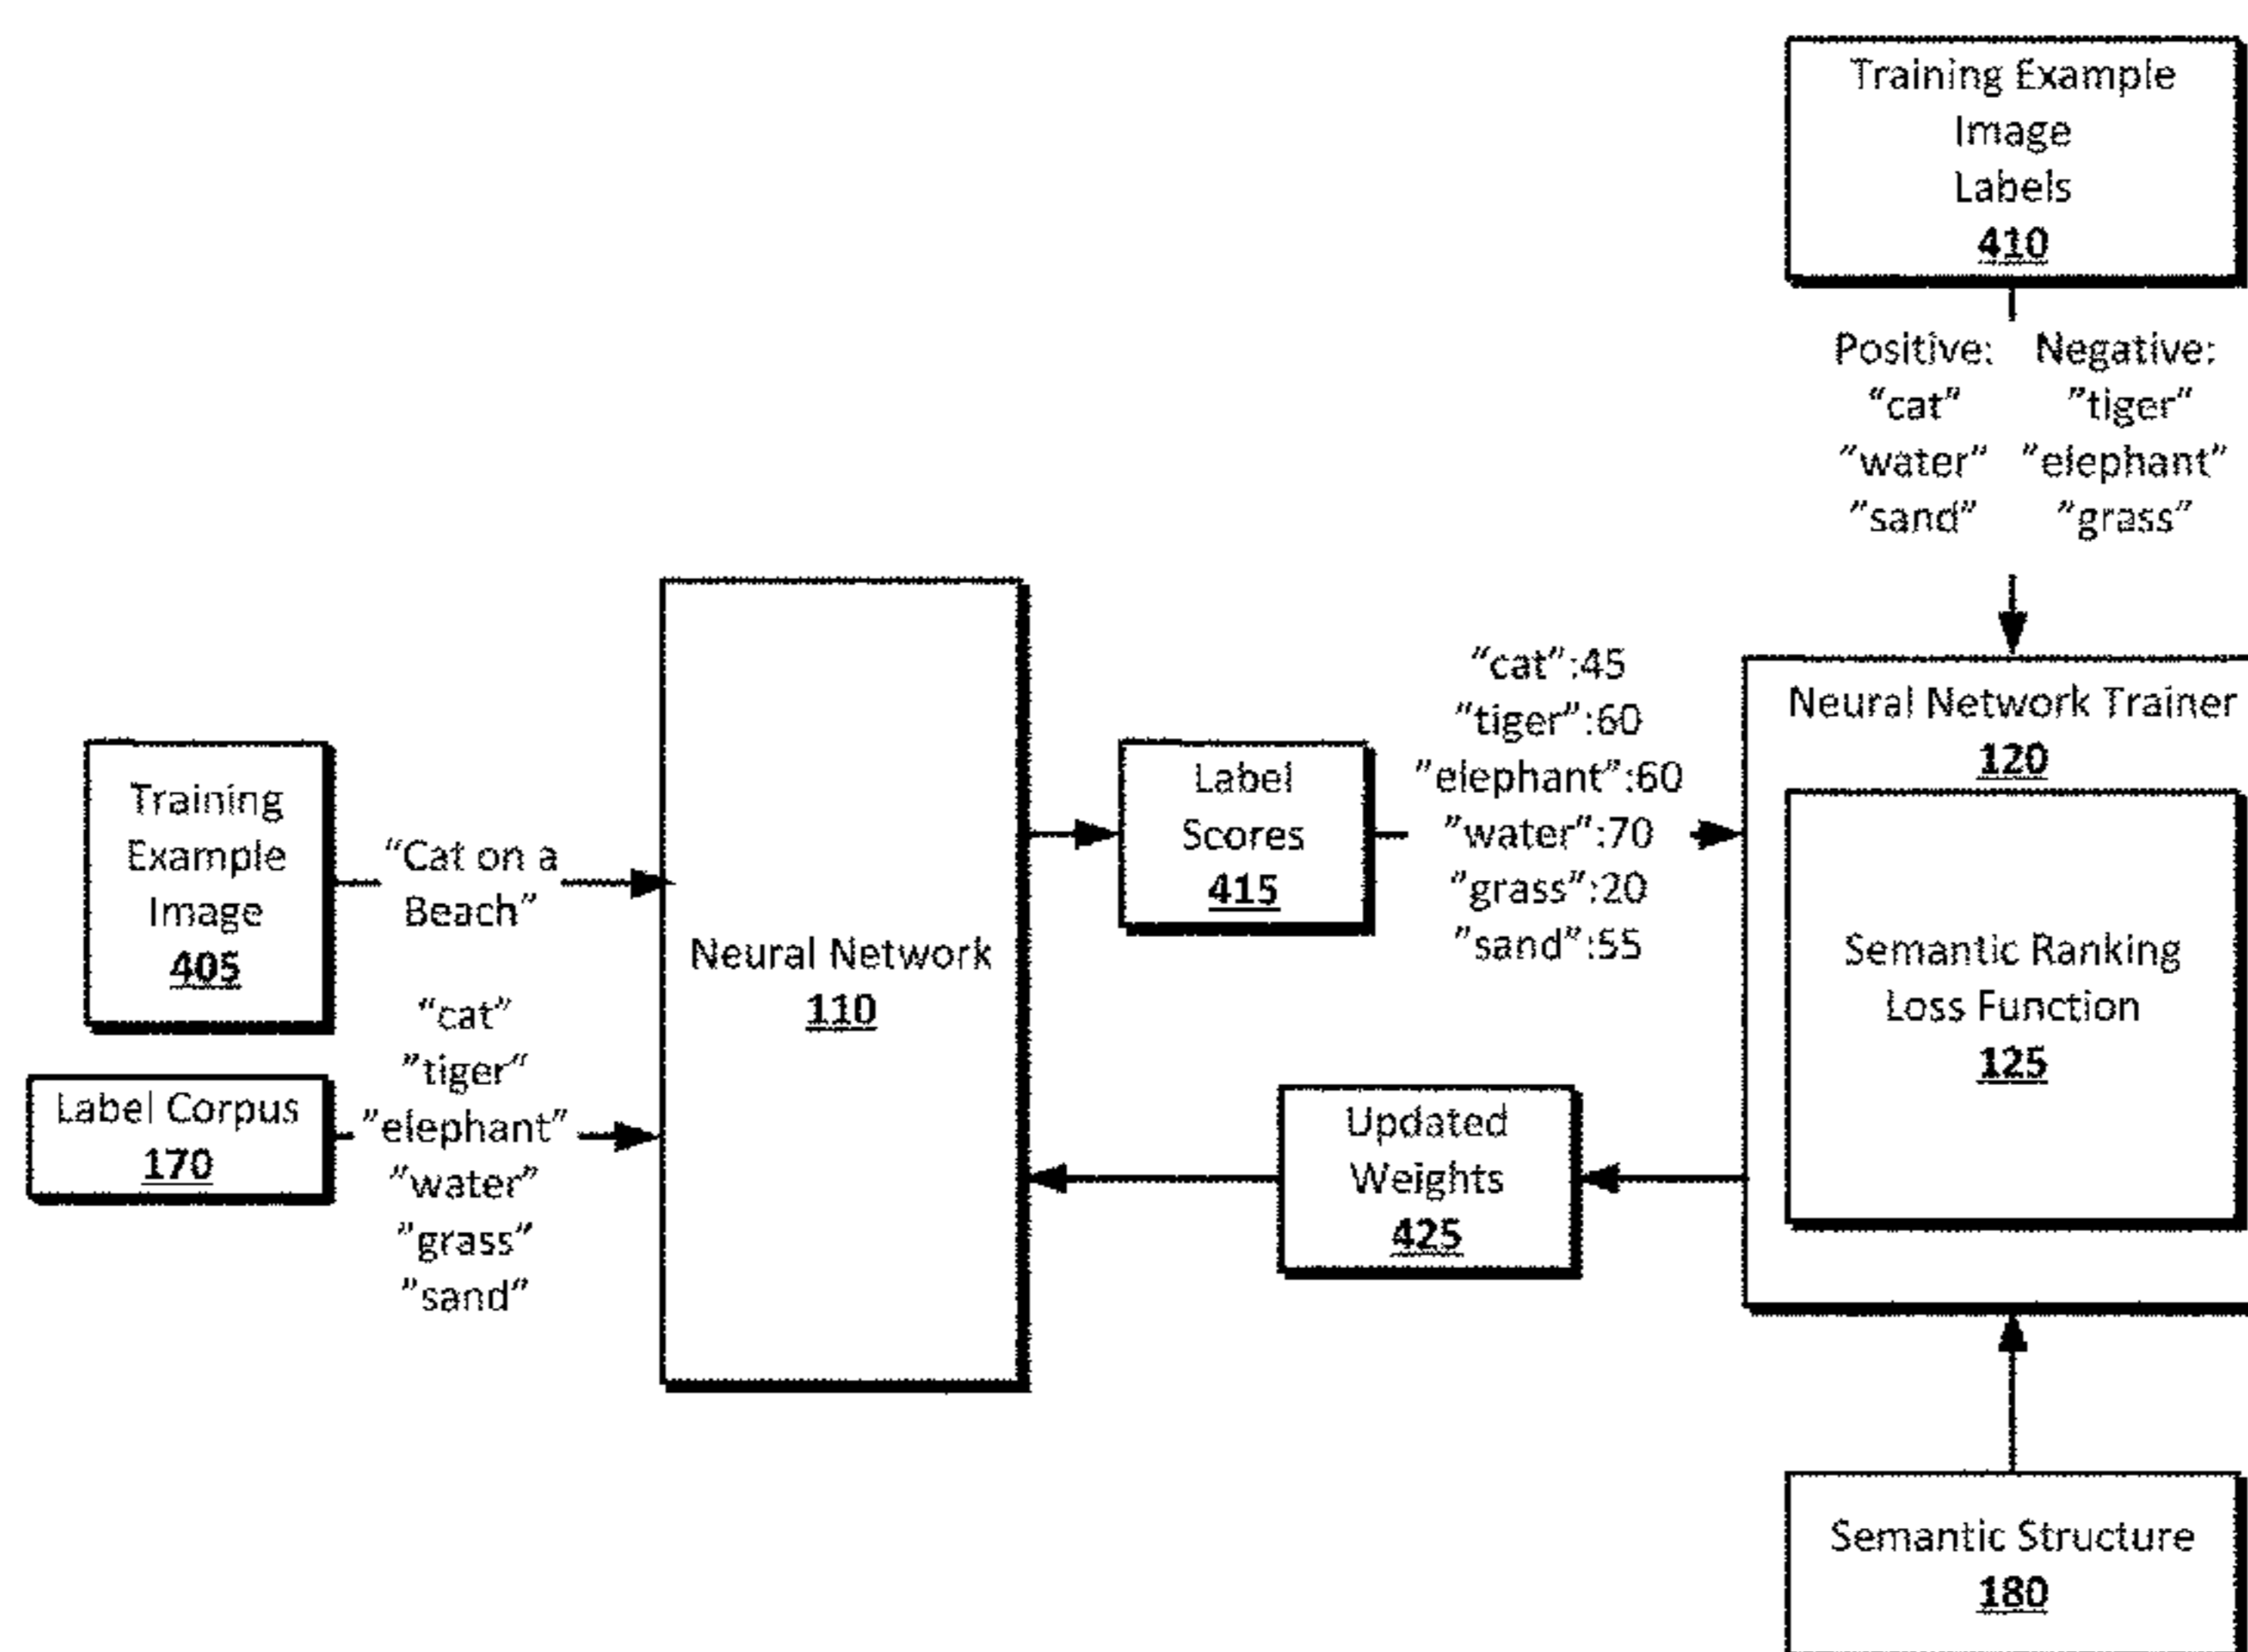 Training Example
Image
Labels
410
Positive: Negative:
“cat” ”tiger”
”water” ”elephant”
”sand” ”grass”
Training
Example
Image
405
“Cat on a
Beach”
Label Corpus
170
“cat”
”tiger”
”elephant”
”water”
”grass”
”sand”
Neural Network
110
Label
Scores
415
“cat”:45
”tiger”:60
”elephant”:60
”water”:70
”grass”:20
”sand”:55
Neural Network Trainer
120
Semantic Ranking
Loss Function
125
Updated
Weights
425
Semantic Structure
180